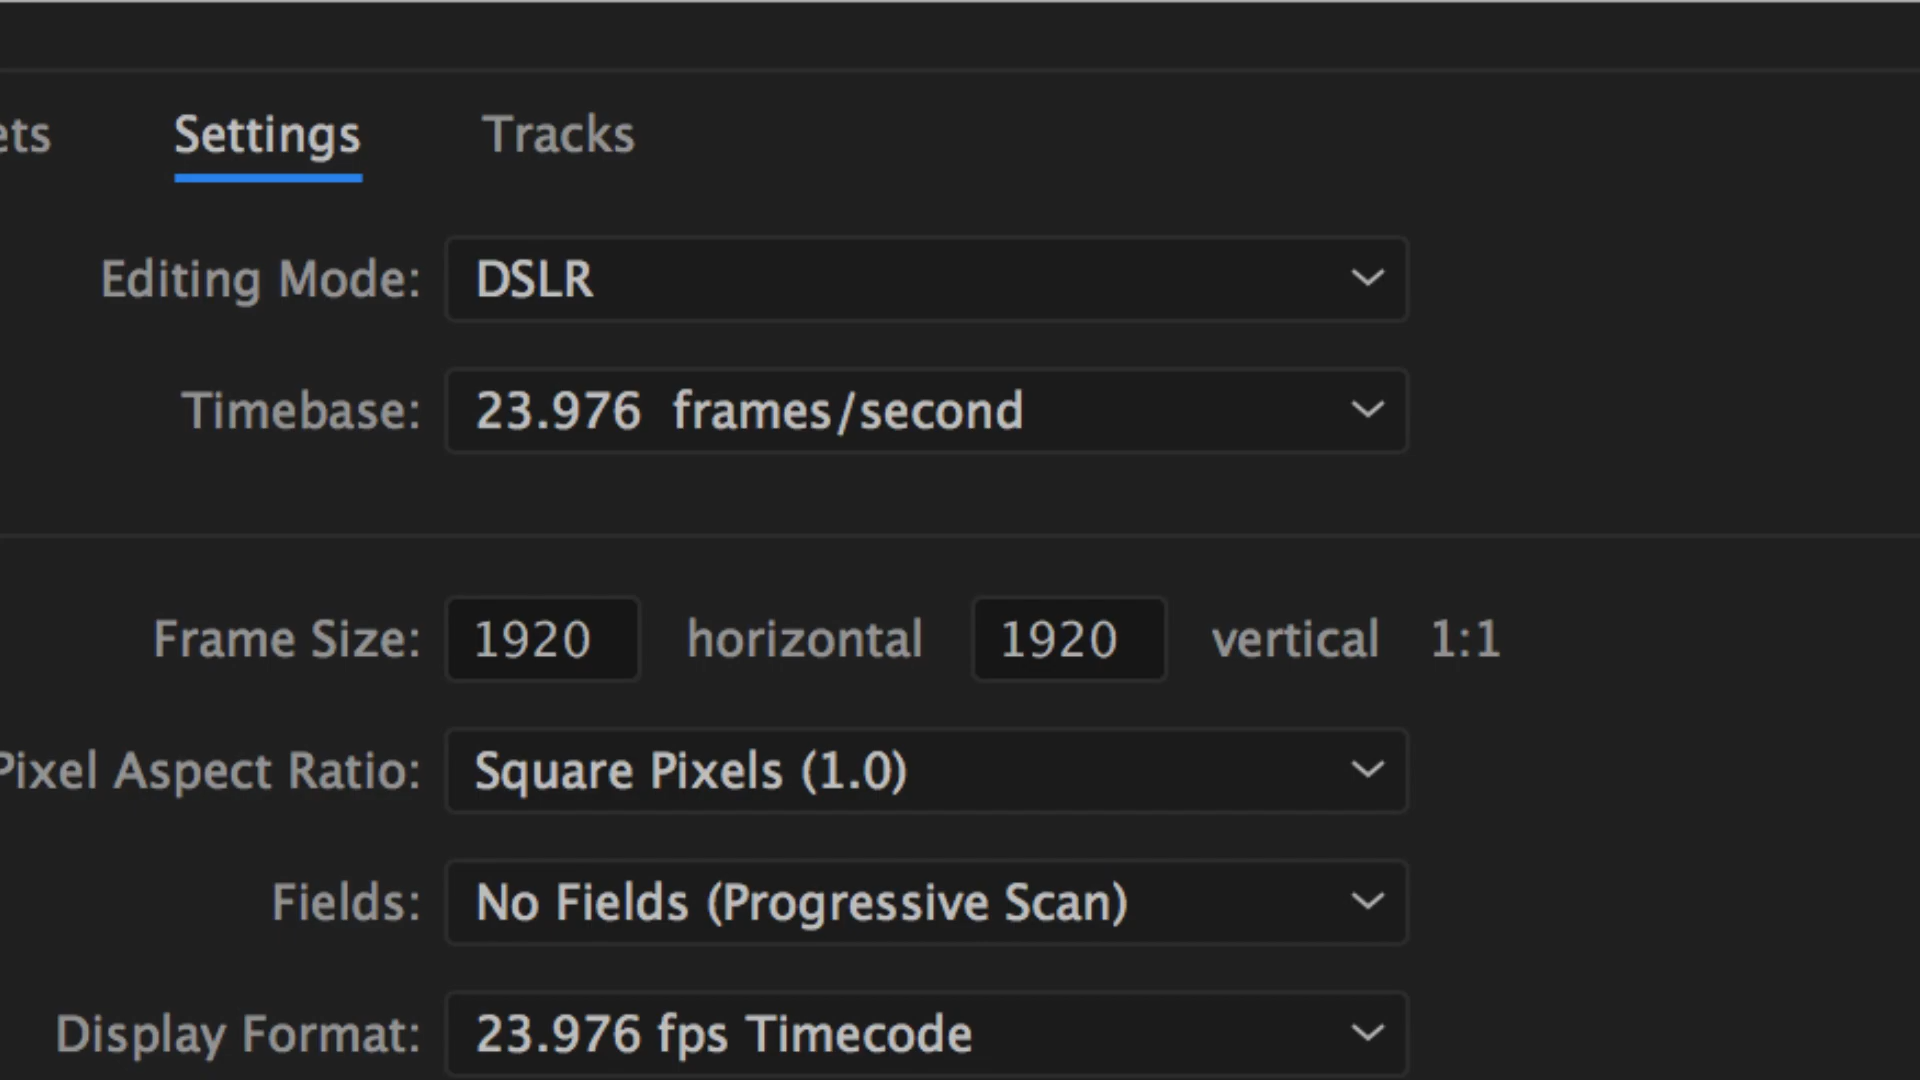 ets Settings Tracks
Editing Mode: DSLR
Timebase: 23.976 frames/second
Frame Size: 1920 horizontal 1920 vertical 1:1
Pixel Aspect Ratio: Square Pixels (1.0)
Fields: No Fields (Progressive Scan)
Display Format: 23.976 fps Timecode